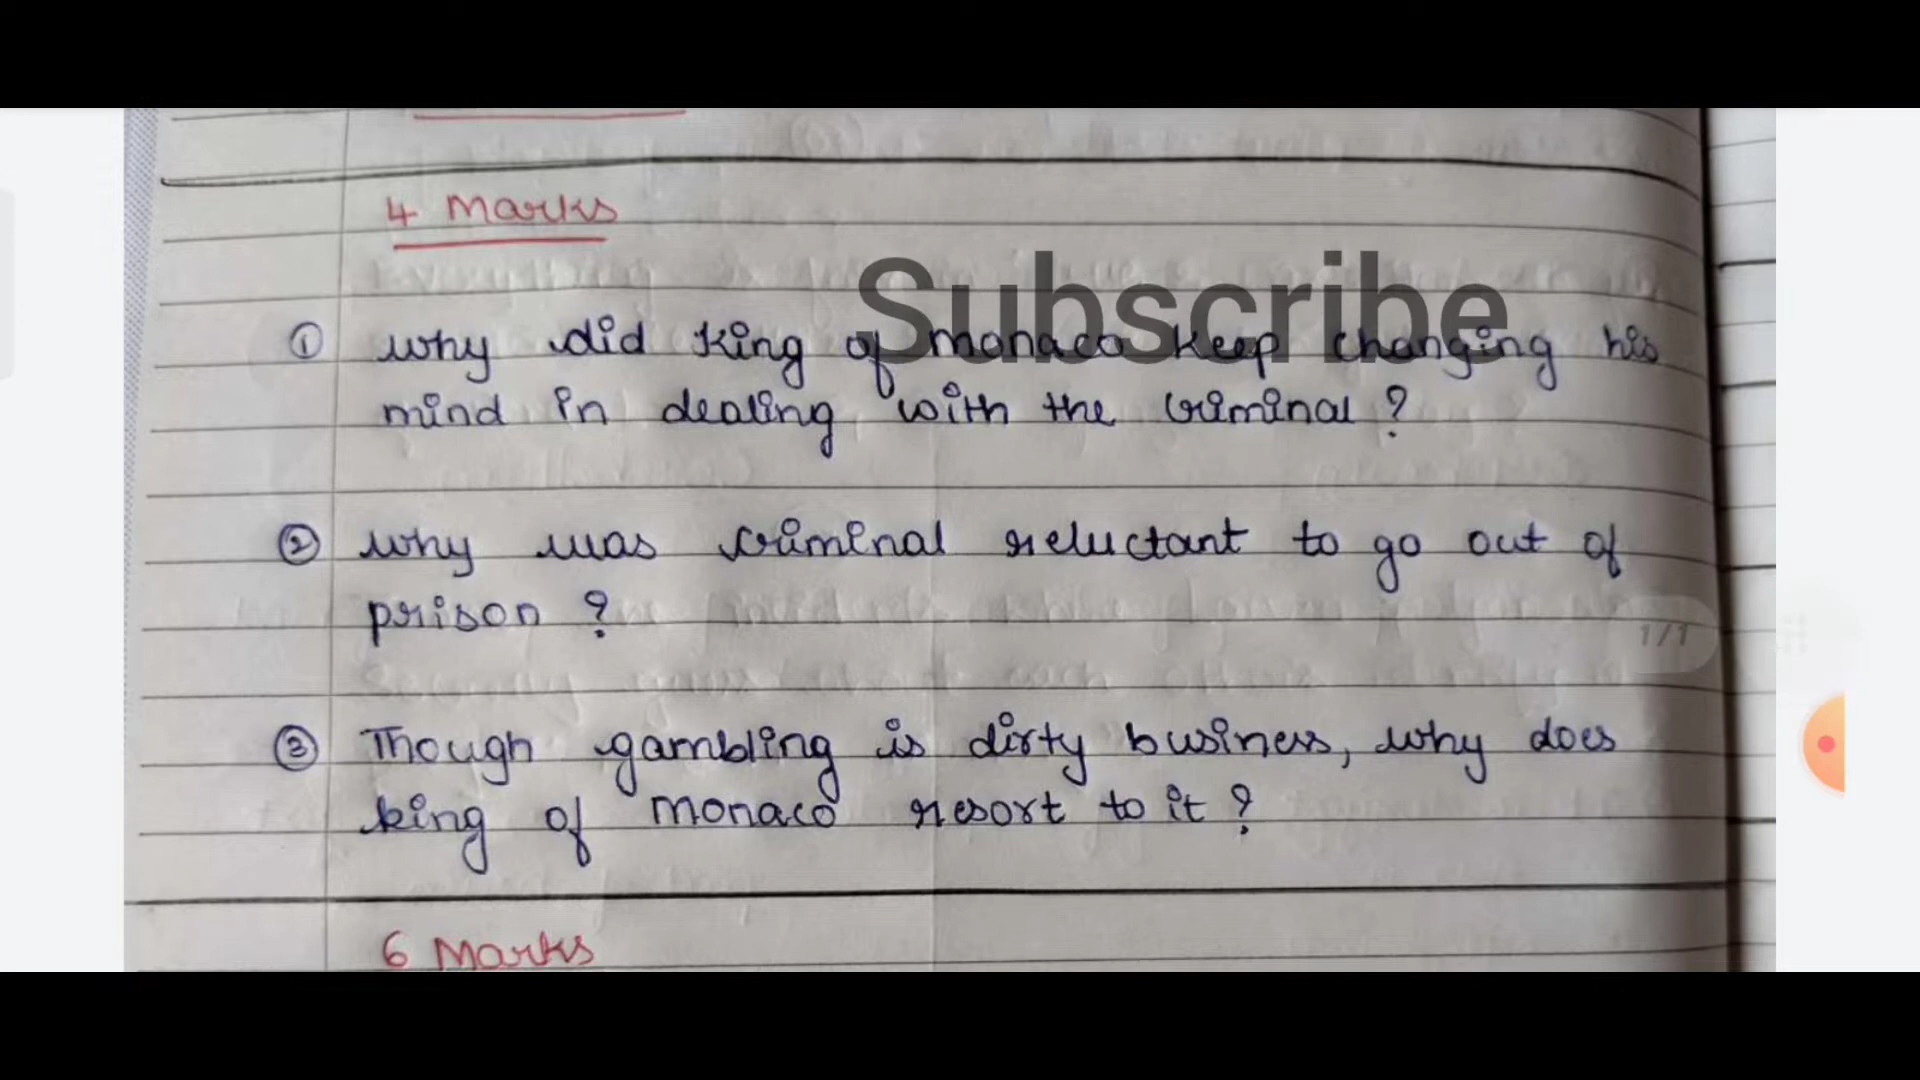 4 Marks
Subscribe
① why did king of monaco keep changing his
mind in dealing with the criminal ?
② why was criminal reluctant to go out of
prison ?
1/1
③ Though gambling is dirty business, why does
king of monaco resort to it ?
6 Marks